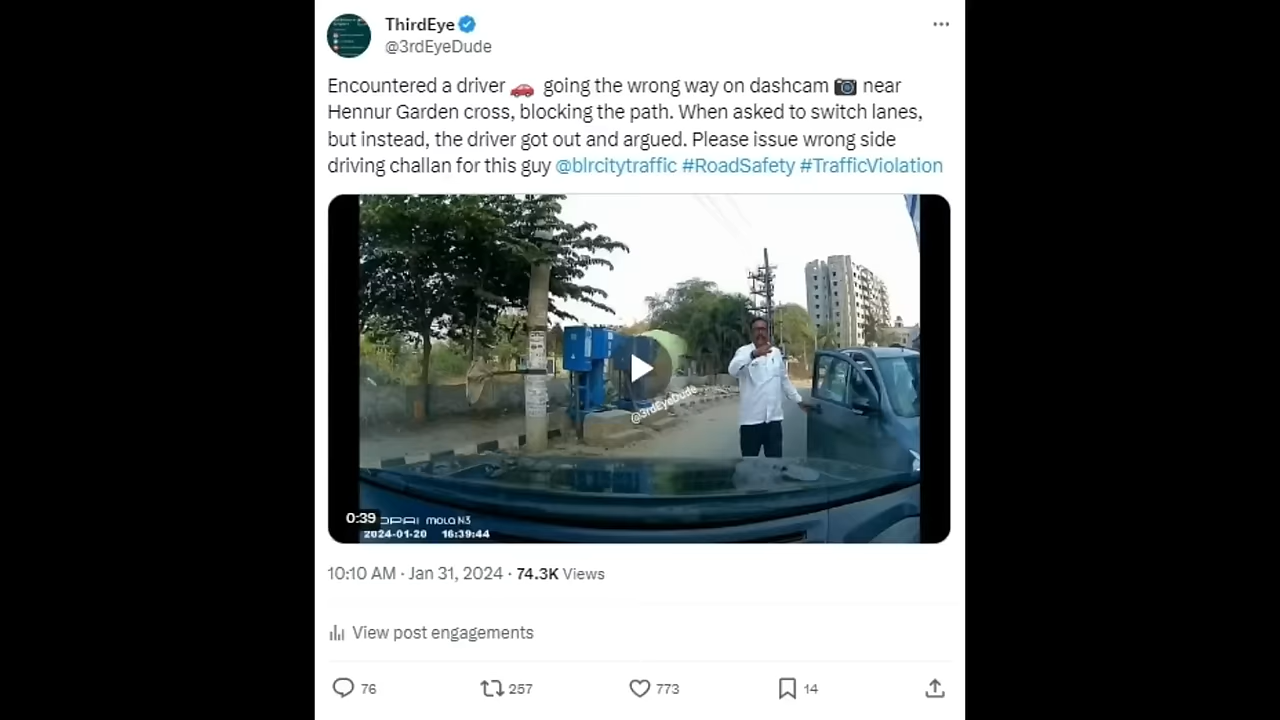 ThirdEye
@3rdEyeDude
Encountered a driver 🚗 going the wrong way on dashcam 📷 near
Hennur Garden cross, blocking the path. When asked to switch lanes,
but instead, the driver got out and argued. Please issue wrong side
driving challan for this guy @blrcitytraffic #RoadSafety #TrafficViolation
@3rdEyeDude
0:39 DDPAI mola N3
2024-01-20 16:39:44
10:10 AM · Jan 31, 2024 · 74.3K Views
View post engagements
76 257 773 14